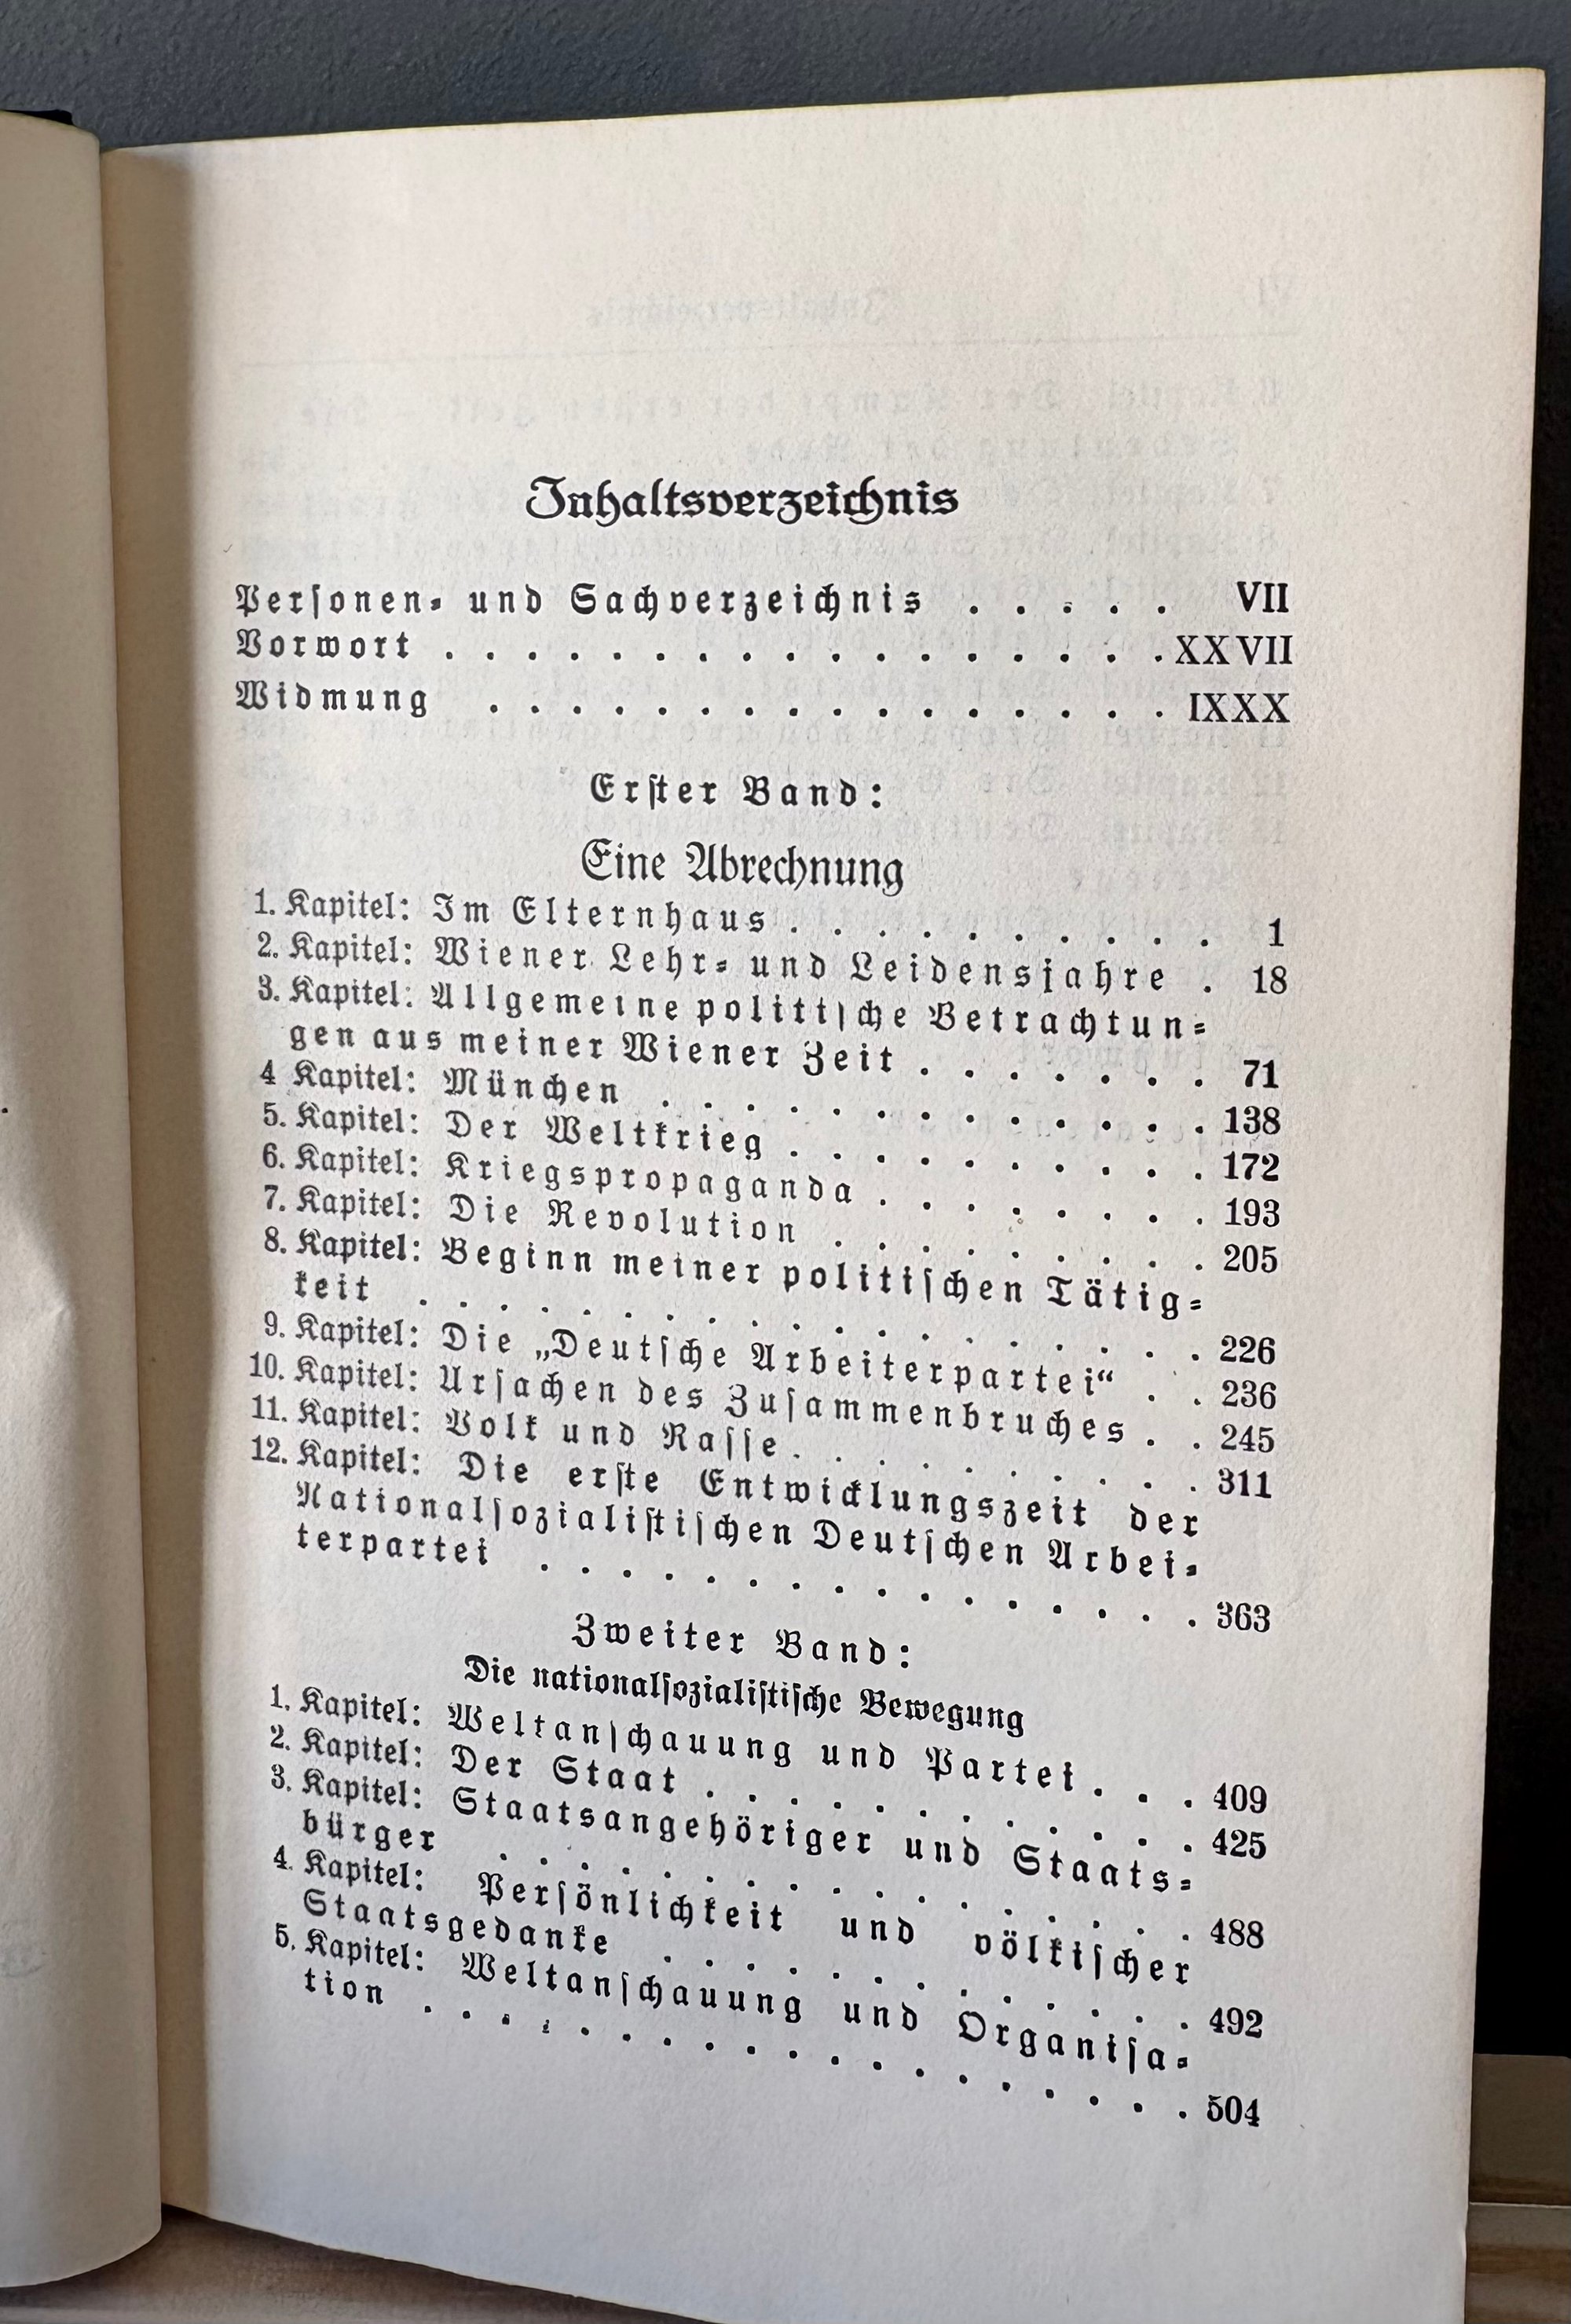 Inhaltsverzeichnis
Perſonen- und Sachverzeichnis . . . . . VII
Vorwort . . . . . . . . . . . . . . . . . . XXVII
Widmung . . . . . . . . . . . . . . . . . IXXX
Erſter Band:
Eine Abrechnung
1. Kapitel: Im Elternhaus . . . . . . . . . . 1
2. Kapitel: Wiener Lehr- und Leidensjahre . 18
3. Kapitel: Allgemeine politiſche Betrachtun-
gen aus meiner Wiener Zeit . . . . . . . 71
4 Kapitel: München . . . . . . . . . . . . . 138
5. Kapitel: Der Weltkrieg . . . . . . . . . . 172
6. Kapitel: Kriegspropaganda . . . . . . . . 193
7. Kapitel: Die Revolution . . . . . . . . . 205
8. Kapitel: Beginn meiner politiſchen Tätig-
keit . . . . . . . . . . . . . . . . . . . 226
9. Kapitel: Die „Deutſche Arbeiterpartei“ . . 236
10. Kapitel: Urſachen des Zuſammenbruches . . 245
11. Kapitel: Volk und Raſſe . . . . . . . . . . 311
12. Kapitel: Die erſte Entwicklungszeit der
Nationalſozialiſtiſchen Deutſchen Arbei-
terpartei . . . . . . . . . . . . . . . . 363
Zweiter Band:
Die nationalſozialiſtiſche Bewegung
1. Kapitel: Weltanſchauung und Partei . . . 409
2. Kapitel: Der Staat . . . . . . . . . . . . 425
3. Kapitel: Staatsangehöriger und Staats-
bürger . . . . . . . . . . . . . . . . . 488
4. Kapitel: Perſönlichkeit und völkiſcher
Staatsgedanke . . . . . . . . . . . . . 492
5. Kapitel: Weltanſchauung und Organiſa-
tion . . . . . . . . . . . . . . . . . . . 504